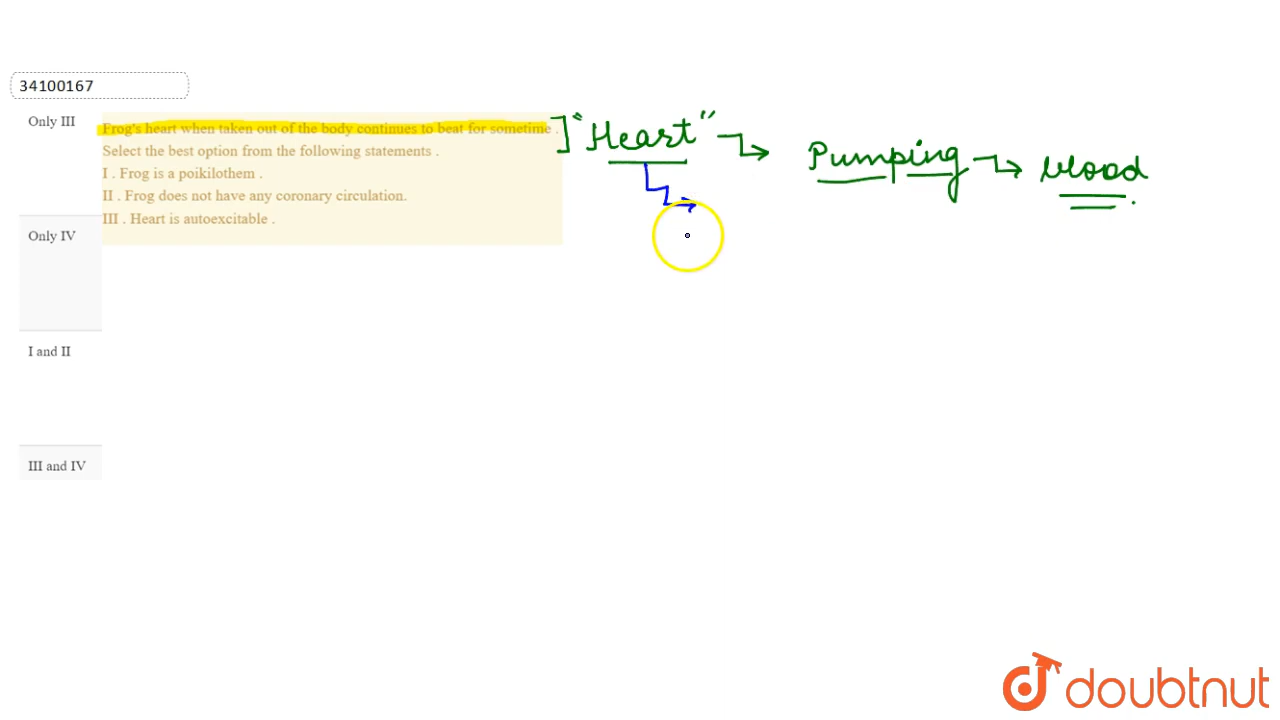 34100167
Only III
Frog's heart when taken out of the body continues to beat for sometime .
Select the best option from the following statements .
I . Frog is a poikilothem .
II . Frog does not have any coronary circulation.
III . Heart is autoexcitable .
Only IV
I and II
III and IV
] "Heart" → Pumping → blood .
doubtnut